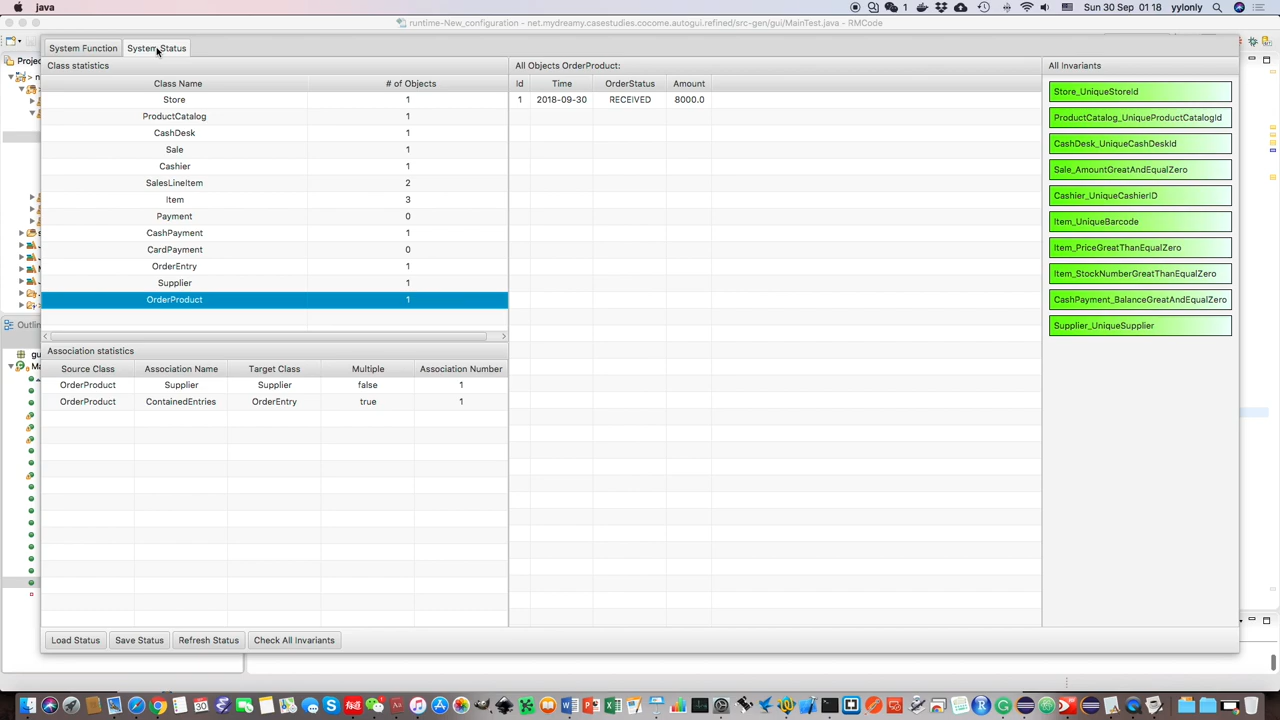 java
Sun 30 Sep 01:18 yylonly
runtime-New_configuration - net.mydreamy.casestudies.cocome.autogui.refined/src-gen/gui/MainTest.java - RMCode
System Function System Status
Class statistics
Class Name # of Objects
Store 1
ProductCatalog 1
CashDesk 1
Sale 1
Cashier 1
SalesLineItem 2
Item 3
Payment 0
CashPayment 1
CardPayment 0
OrderEntry 1
Supplier 1
OrderProduct 1
Association statistics
Source Class Association Name Target Class Multiple Association Number
OrderProduct Supplier Supplier false 1
OrderProduct ContainedEntries OrderEntry true 1
Load Status Save Status Refresh Status Check All Invariants
All Objects OrderProduct:
Id Time OrderStatus Amount
1 2018-09-30 RECEIVED 8000.0
All Invariants
Store_UniqueStoreId
ProductCatalog_UniqueProductCatalogId
CashDesk_UniqueCashDeskId
Sale_AmountGreatAndEqualZero
Cashier_UniqueCashierID
Item_UniqueBarcode
Item_PriceGreatThanEqualZero
Item_StockNumberGreatThanEqualZero
CashPayment_BalanceGreatAndEqualZero
Supplier_UniqueSupplier